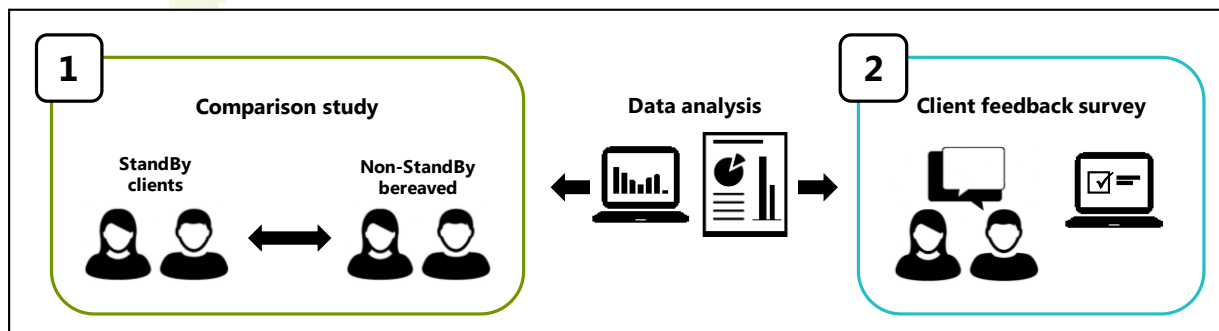 1
Comparison study
StandBy
clients
Non-StandBy
bereaved
Data analysis
2
Client feedback survey